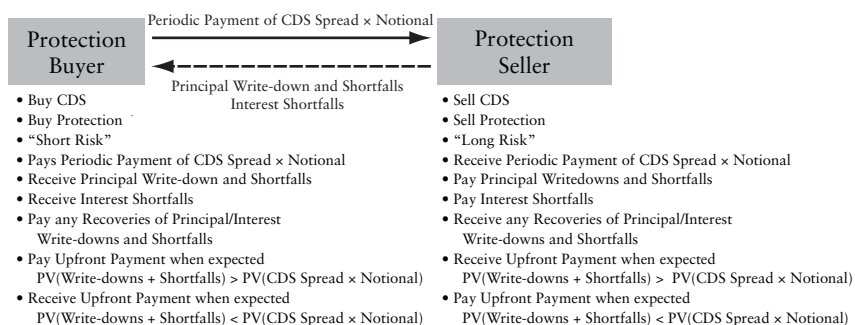 Periodic Payment of CDS Spread × Notional
Protection
Buyer
Protection
Seller
Principal Write-down and Shortfalls
Interest Shortfalls
• Buy CDS
• Buy Protection
• “Short Risk”
• Pays Periodic Payment of CDS Spread × Notional
• Receive Principal Write-down and Shortfalls
• Receive Interest Shortfalls
• Pay any Recoveries of Principal/Interest
Write-downs and Shortfalls
• Pay Upfront Payment when expected
PV(Write-downs + Shortfalls) > PV(CDS Spread × Notional)
• Receive Upfront Payment when expected
PV(Write-downs + Shortfalls) < PV(CDS Spread × Notional)
• Sell CDS
• Sell Protection
• “Long Risk”
• Receive Periodic Payment of CDS Spread × Notional
• Pay Principal Writedowns and Shortfalls
• Pay Interest Shortfalls
• Receive any Recoveries of Principal/Interest
Write-downs and Shortfalls
• Receive Upfront Payment when expected
PV(Write-downs + Shortfalls) > PV(CDS Spread × Notional)
• Pay Upfront Payment when expected
PV(Write-downs + Shortfalls) < PV(CDS Spread × Notional)